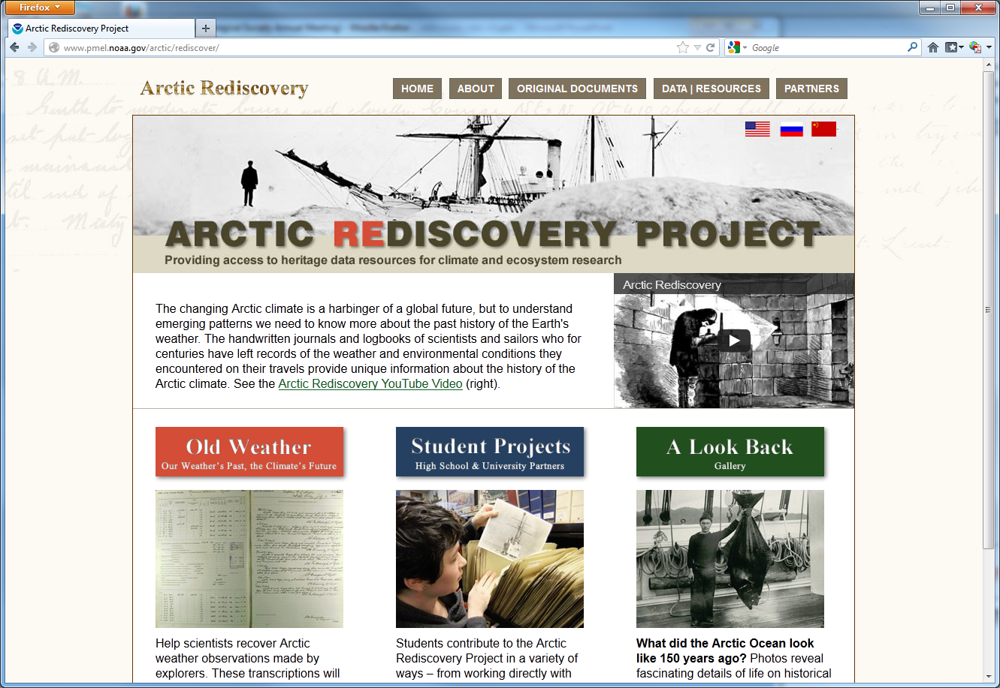 Firefox
Arctic Rediscovery Project
www.pmel.noaa.gov/arctic/rediscover/
Google
Arctic Rediscovery
HOME
ABOUT
ORIGINAL DOCUMENTS
DATA | RESOURCES
PARTNERS
ARCTIC REDISCOVERY PROJECT
Providing access to heritage data resources for climate and ecosystem research
The changing Arctic climate is a harbinger of a global future, but to understand
emerging patterns we need to know more about the past history of the Earth's
weather. The handwritten journals and logbooks of scientists and sailors who for
centuries have left records of the weather and environmental conditions they
encountered on their travels provide unique information about the history of the
Arctic climate. See the Arctic Rediscovery YouTube Video (right).
Arctic Rediscovery
Old Weather
Our Weather's Past, the Climate's Future
Help scientists recover Arctic
weather observations made by
explorers. These transcriptions will
Student Projects
High School & University Partners
Students contribute to the Arctic
Rediscovery Project in a variety of
ways – from working directly with
A Look Back
Gallery
What did the Arctic Ocean look
like 150 years ago? Photos reveal
fascinating details of life on historical